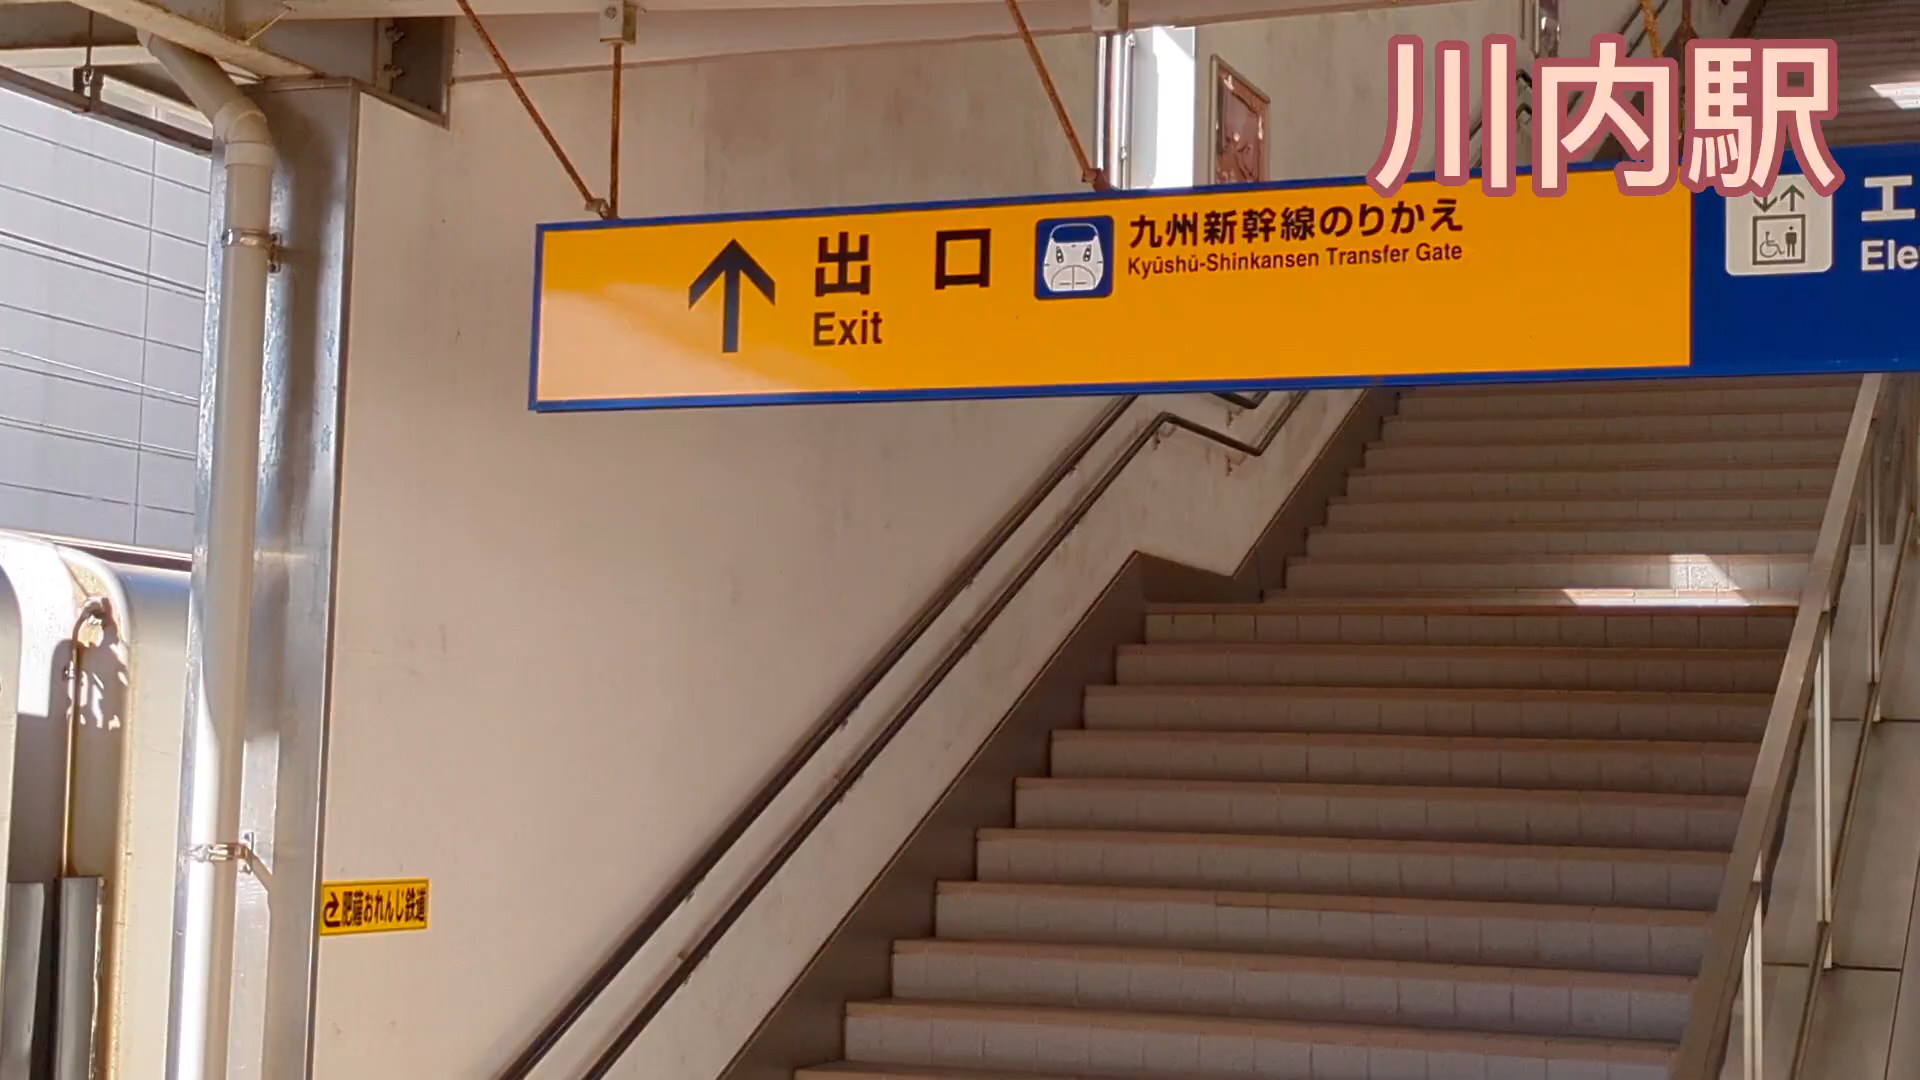 川内駅
出口
Exit
九州新幹線のりかえ
Kyūshū-Shinkansen Transfer Gate
エ
Ele
肥薩おれんじ鉄道